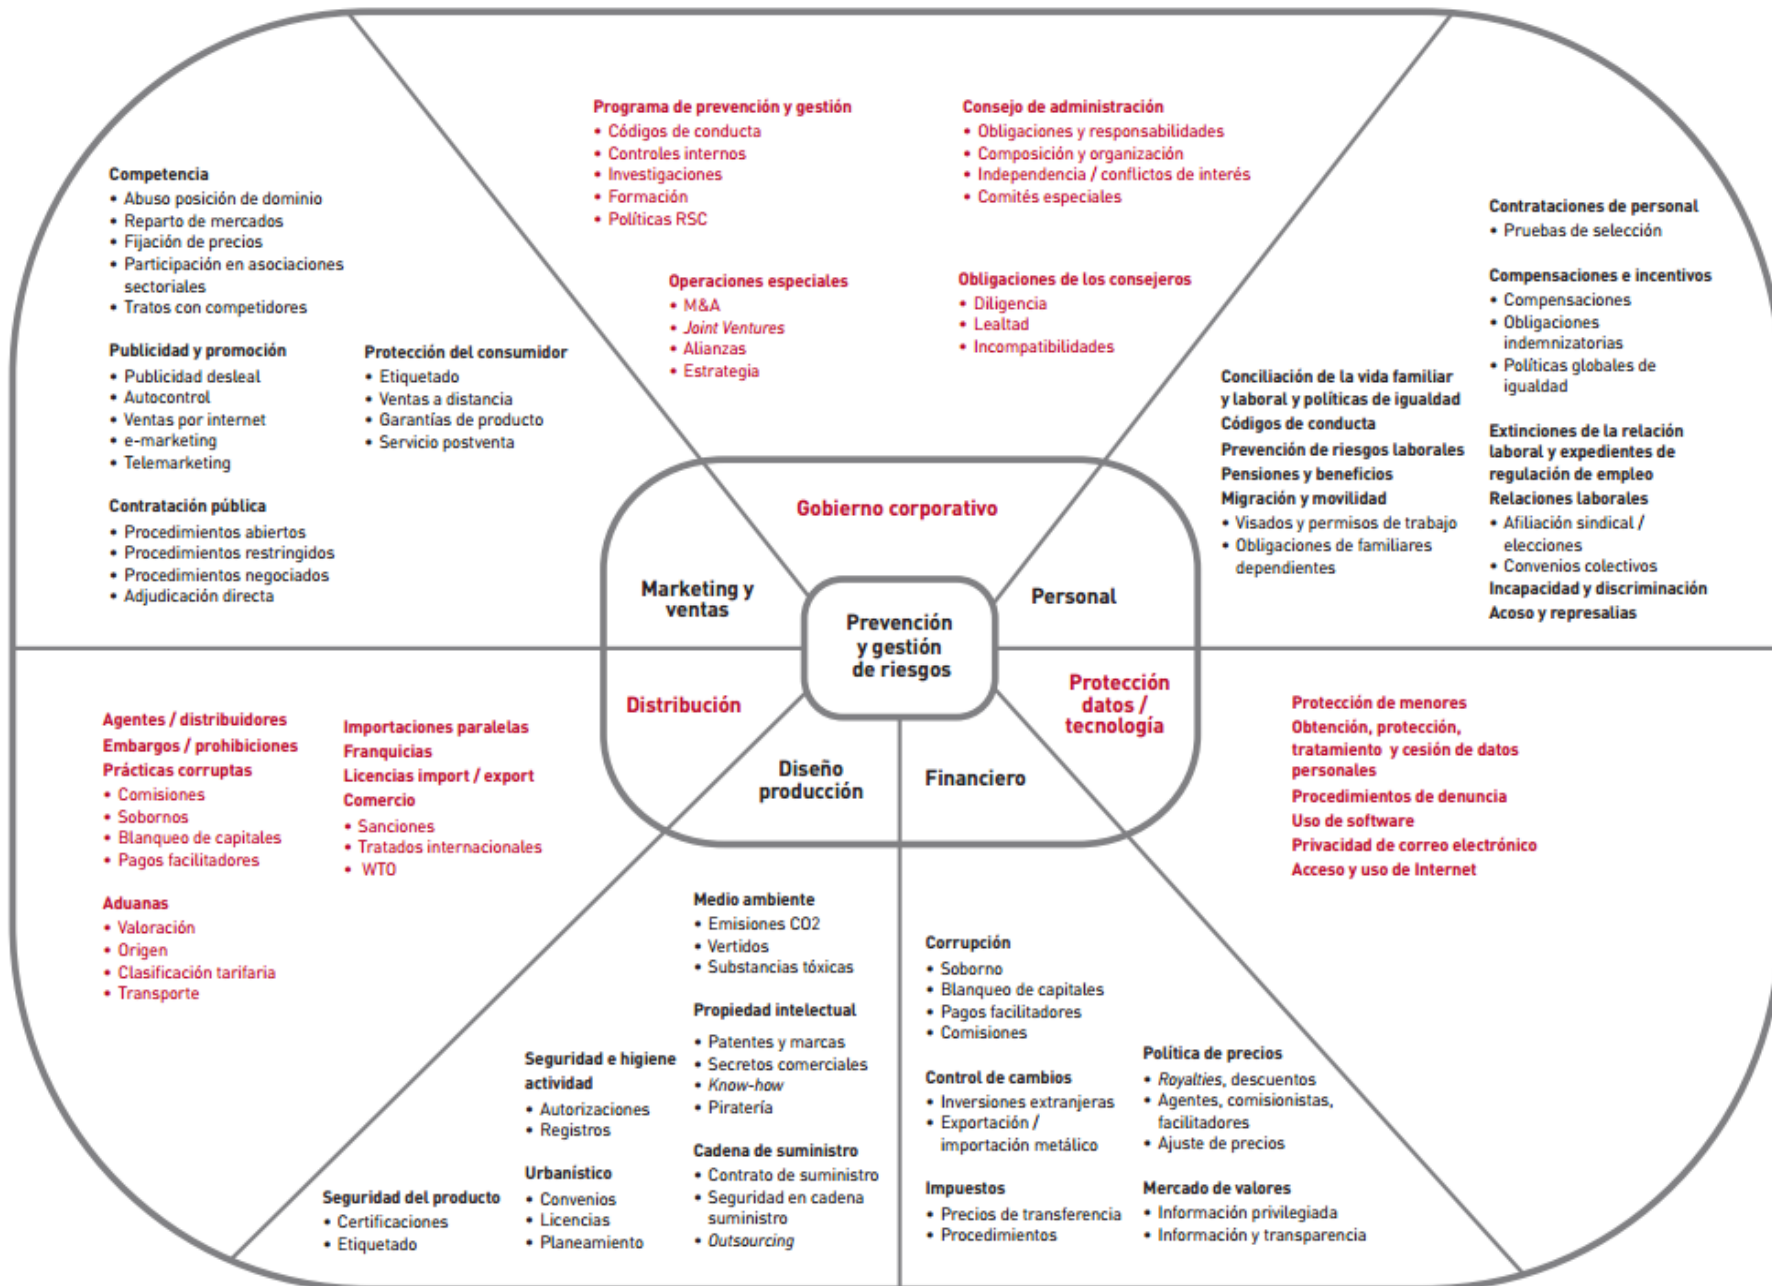 Programa de prevención y gestión
• Códigos de conducta
• Controles internos
• Investigaciones
• Formación
• Políticas RSC
Consejo de administración
• Obligaciones y responsabilidades
• Composición y organización
• Independencia / conflictos de interés
• Comités especiales
Operaciones especiales
• M&A
• Joint Ventures
• Alianzas
• Estrategia
Obligaciones de los consejeros
• Diligencia
• Lealtad
• Incompatibilidades
Competencia
• Abuso posición de dominio
• Reparto de mercados
• Fijación de precios
• Participación en asociaciones
sectoriales
• Tratos con competidores
Publicidad y promoción
• Publicidad desleal
• Autocontrol
• Ventas por internet
• e-marketing
• Telemarketing
Protección del consumidor
• Etiquetado
• Ventas a distancia
• Garantías de producto
• Servicio postventa
Contratación pública
• Procedimientos abiertos
• Procedimientos restringidos
• Procedimientos negociados
• Adjudicación directa
Conciliación de la vida familiar
y laboral y políticas de igualdad
Códigos de conducta
Prevención de riesgos laborales
Pensiones y beneficios
Migración y movilidad
• Visados y permisos de trabajo
• Obligaciones de familiares
dependientes
Contrataciones de personal
• Pruebas de selección
Compensaciones e incentivos
• Compensaciones
• Obligaciones
indemnizatorias
• Políticas globales de
igualdad
Extinciones de la relación
laboral y expedientes de
regulación de empleo
Relaciones laborales
• Afiliación sindical /
elecciones
• Convenios colectivos
Incapacidad y discriminación
Acoso y represalias
Gobierno corporativo
Marketing y
ventas
Personal
Prevención
y gestión
de riesgos
Distribución
Protección
datos /
tecnología
Diseño
producción
Financiero
Agentes / distribuidores
Embargos / prohibiciones
Prácticas corruptas
• Comisiones
• Sobornos
• Blanqueo de capitales
• Pagos facilitadores
Aduanas
• Valoración
• Origen
• Clasificación tarifaria
• Transporte
Importaciones paralelas
Franquicias
Licencias import / export
Comercio
• Sanciones
• Tratados internacionales
• WTO
Protección de menores
Obtención, protección,
tratamiento y cesión de datos
personales
Procedimientos de denuncia
Uso de software
Privacidad de correo electrónico
Acceso y uso de Internet
Seguridad del producto
• Certificaciones
• Etiquetado
Seguridad e higiene
actividad
• Autorizaciones
• Registros
Urbanístico
• Convenios
• Licencias
• Planeamiento
Medio ambiente
• Emisiones CO2
• Vertidos
• Substancias tóxicas
Propiedad intelectual
• Patentes y marcas
• Secretos comerciales
• Know-how
• Piratería
Cadena de suministro
• Contrato de suministro
• Seguridad en cadena
suministro
• Outsourcing
Corrupción
• Soborno
• Blanqueo de capitales
• Pagos facilitadores
• Comisiones
Control de cambios
• Inversiones extranjeras
• Exportación /
importación metálico
Impuestos
• Precios de transferencia
• Procedimientos
Política de precios
• Royalties, descuentos
• Agentes, comisionistas,
facilitadores
• Ajuste de precios
Mercado de valores
• Información privilegiada
• Información y transparencia